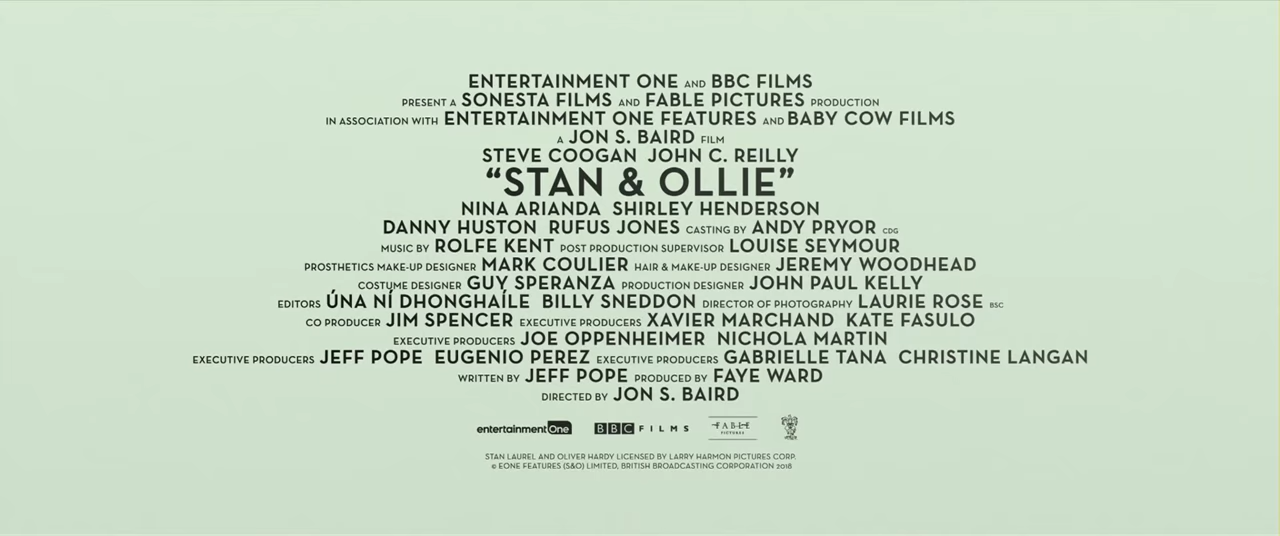 ENTERTAINMENT ONE AND BBC FILMS
PRESENT A SONESTA FILMS AND FABLE PICTURES PRODUCTION
IN ASSOCIATION WITH ENTERTAINMENT ONE FEATURES AND BABY COW FILMS
A JON S. BAIRD FILM
STEVE COOGAN JOHN C. REILLY
“STAN & OLLIE”
NINA ARIANDA SHIRLEY HENDERSON
DANNY HUSTON RUFUS JONES CASTING BY ANDY PRYOR CDG
MUSIC BY ROLFE KENT POST PRODUCTION SUPERVISOR LOUISE SEYMOUR
PROSTHETICS MAKE-UP DESIGNER MARK COULIER HAIR & MAKE-UP DESIGNER JEREMY WOODHEAD
COSTUME DESIGNER GUY SPERANZA PRODUCTION DESIGNER JOHN PAUL KELLY
EDITORS ÚNA NÍ DHONGHAÍLE BILLY SNEDDON DIRECTOR OF PHOTOGRAPHY LAURIE ROSE BSC
CO PRODUCER JIM SPENCER EXECUTIVE PRODUCERS XAVIER MARCHAND KATE FASULO
EXECUTIVE PRODUCERS JOE OPPENHEIMER NICHOLA MARTIN
EXECUTIVE PRODUCERS JEFF POPE EUGENIO PEREZ EXECUTIVE PRODUCERS GABRIELLE TANA CHRISTINE LANGAN
WRITTEN BY JEFF POPE PRODUCED BY FAYE WARD
DIRECTED BY JON S. BAIRD
entertainment One BBC FILMS FABLE PICTURES
STAN LAUREL AND OLIVER HARDY LICENSED BY LARRY HARMON PICTURES CORP.
© EONE FEATURES (S&O) LIMITED, BRITISH BROADCASTING CORPORATION 2018